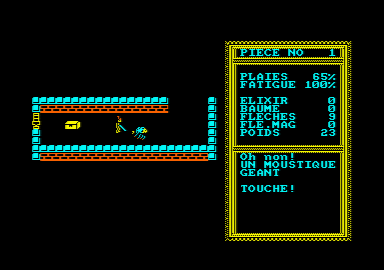 PIECE NO 1
PLAIES 65%
FATIGUE 100%
ELIXIR 0
BAUME 0
FLECHES 9
FLE.MAG 0
POIDS 23
Oh non!
UN MOUSTIQUE
GEANT
TOUCHE!